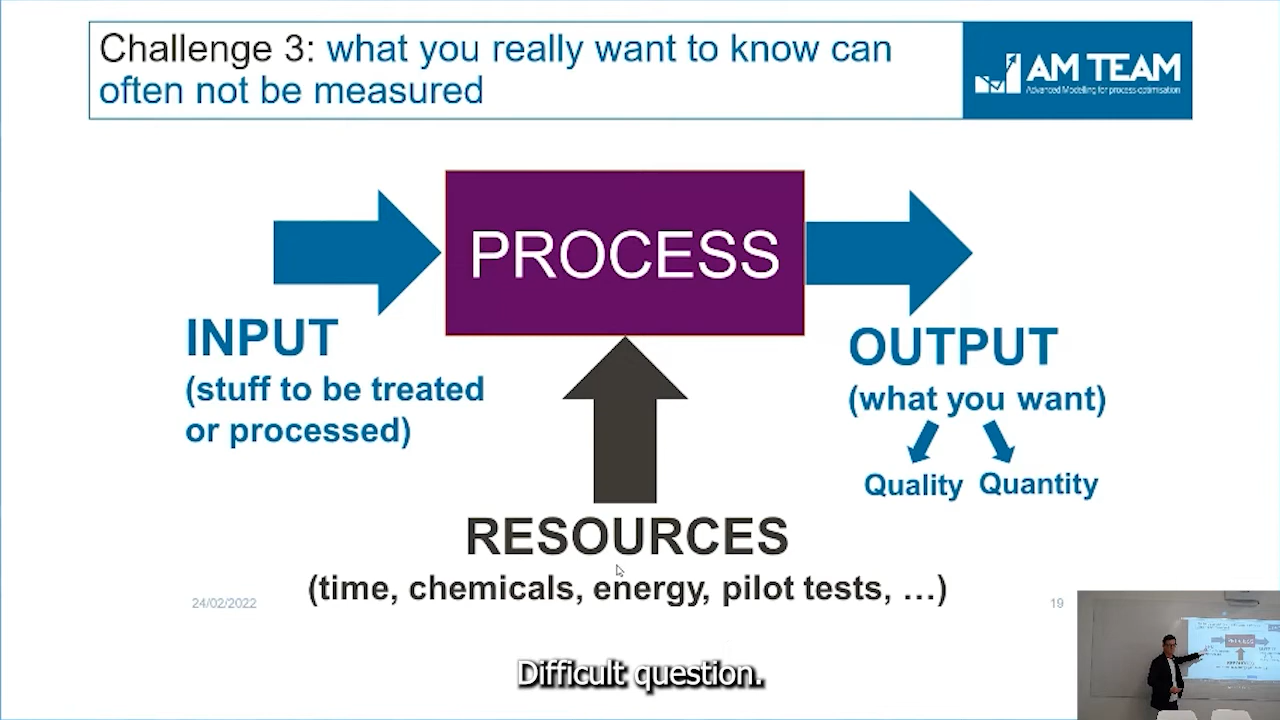 Challenge 3: what you really want to know can
often not be measured
AM TEAM
Advanced Modelling for process optimisation
PROCESS
INPUT
(stuff to be treated
or processed)
OUTPUT
(what you want)
Quality Quantity
RESOURCES
(time, chemicals, energy, pilot tests, …)
24/02/2022
19
Difficult question.